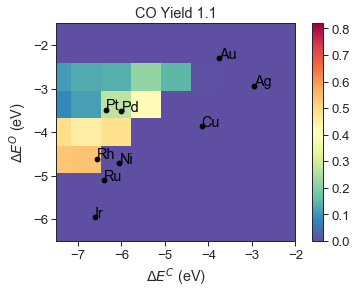 CO Yield 1.1
0.8
0.7
0.6
0.5
0.4
0.3
0.2
0.1
0.0
−2
−3
−4
−5
−6
ΔE^O (eV)
Au
Ag
Pt
Pd
Cu
Rh
Ni
Ru
Ir
−7
−6
−5
−4
−3
−2
ΔE^C (eV)